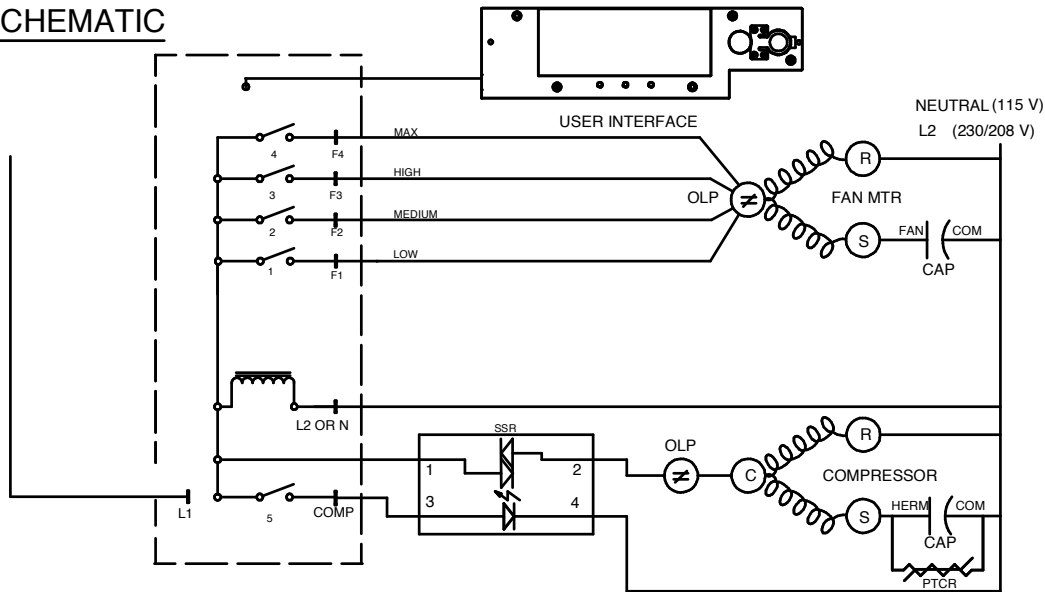 CHEMATIC
NEUTRAL (115 V)
L2 (230/208 V)
USER INTERFACE
MAX
4
F4
HIGH
3
F3
MEDIUM
2
F2
LOW
1
F1
OLP
R
FAN MTR
S
FAN
COM
CAP
L2 OR N
SSR
1
2
3
4
OLP
C
R
COMPRESSOR
S
HERM
COM
CAP
PTCR
L1
5
COMP